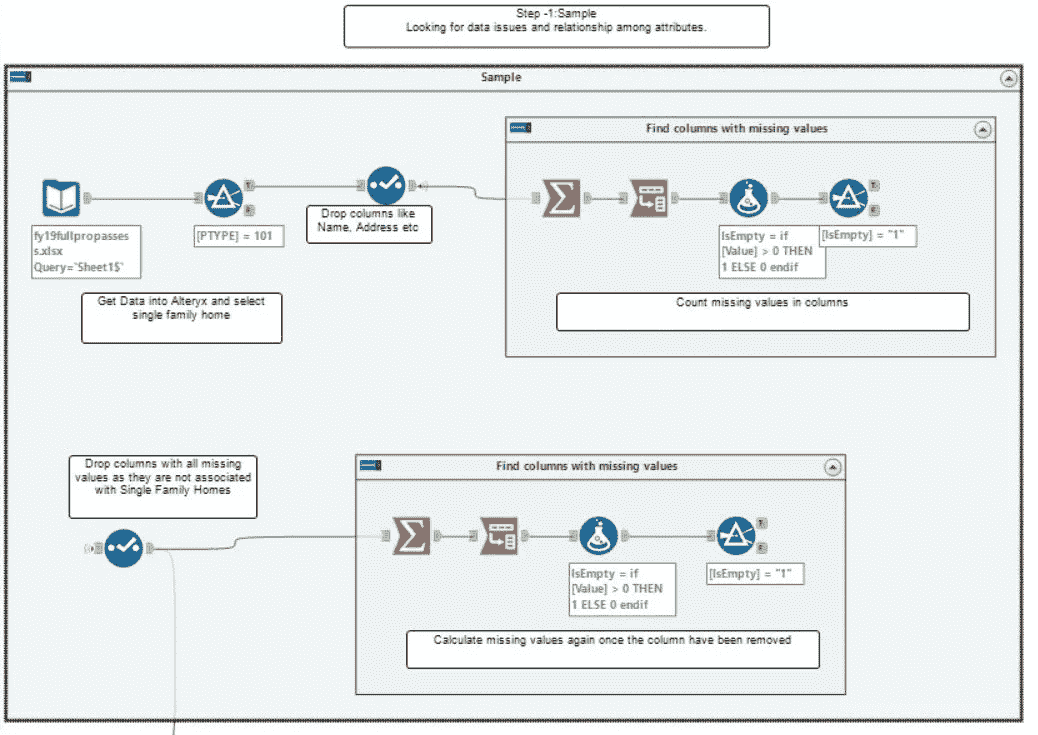 Step -1:Sample
Looking for data issues and relationship among attributes.
Sample
Find columns with missing values
Drop columns like
Name, Address etc
fy19fullpropasses
s.xlsx
Query=`Sheet1$`
[PTYPE] = 101
IsEmpty = if
[Value] > 0 THEN
1 ELSE 0 endif
[IsEmpty] = "1"
Get Data into Alteryx and select
single family home
Count missing values in columns
Drop columns with all missing
values as they are not associated
with Single Family Homes
Find columns with missing values
IsEmpty = if
[Value] > 0 THEN
1 ELSE 0 endif
[IsEmpty] = "1"
Calculate missing values again once the column have been removed